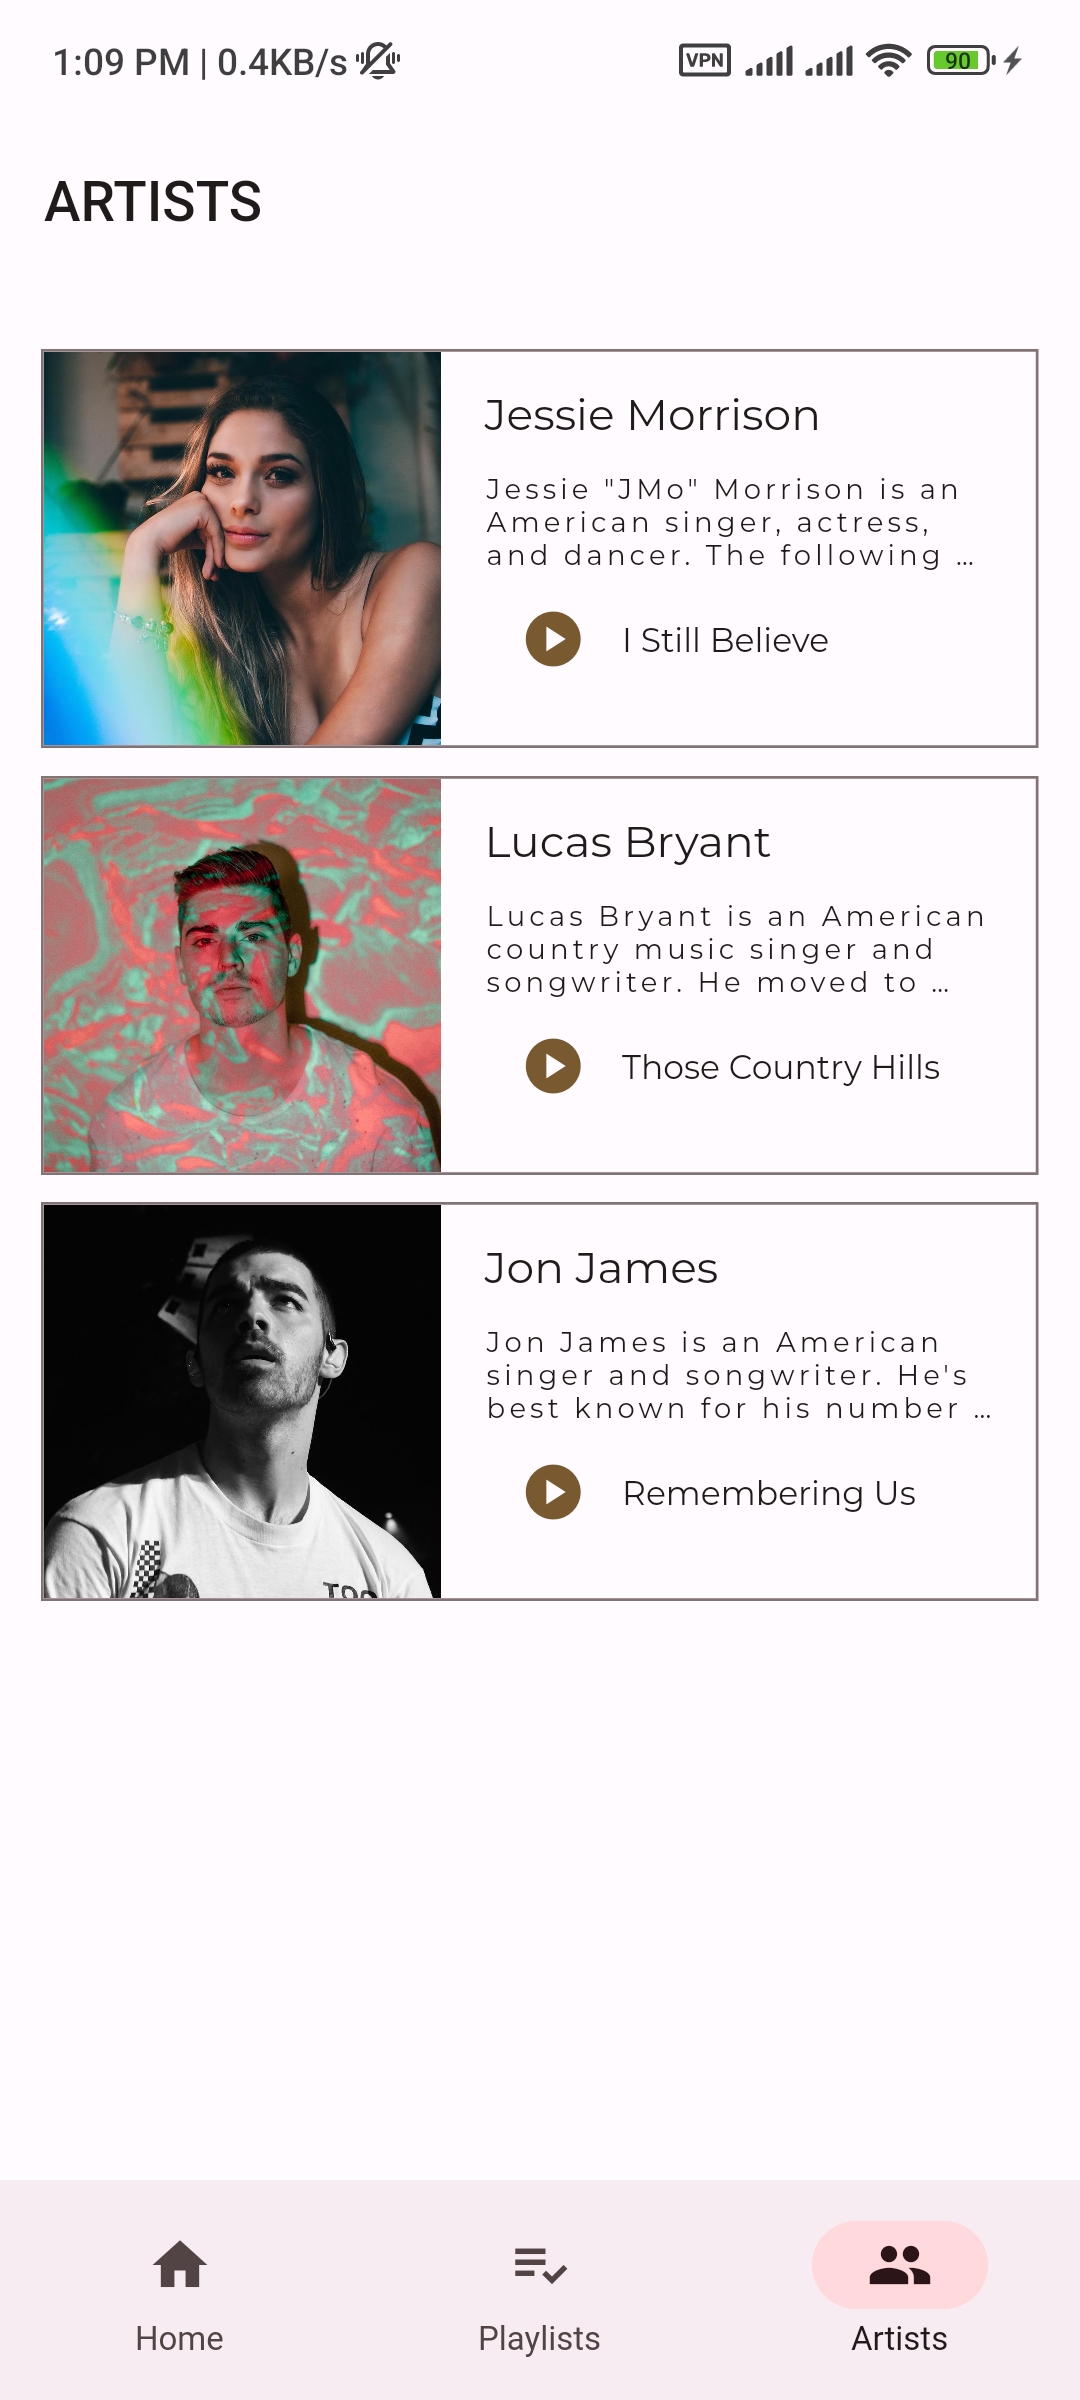 1:09 PM | 0.4KB/s VPN 90
ARTISTS
Jessie Morrison
Jessie "JMo" Morrison is an
American singer, actress,
and dancer. The following ...
I Still Believe
Lucas Bryant
Lucas Bryant is an American
country music singer and
songwriter. He moved to ...
Those Country Hills
Jon James
Jon James is an American
singer and songwriter. He's
best known for his number ...
Remembering Us
Home Playlists Artists